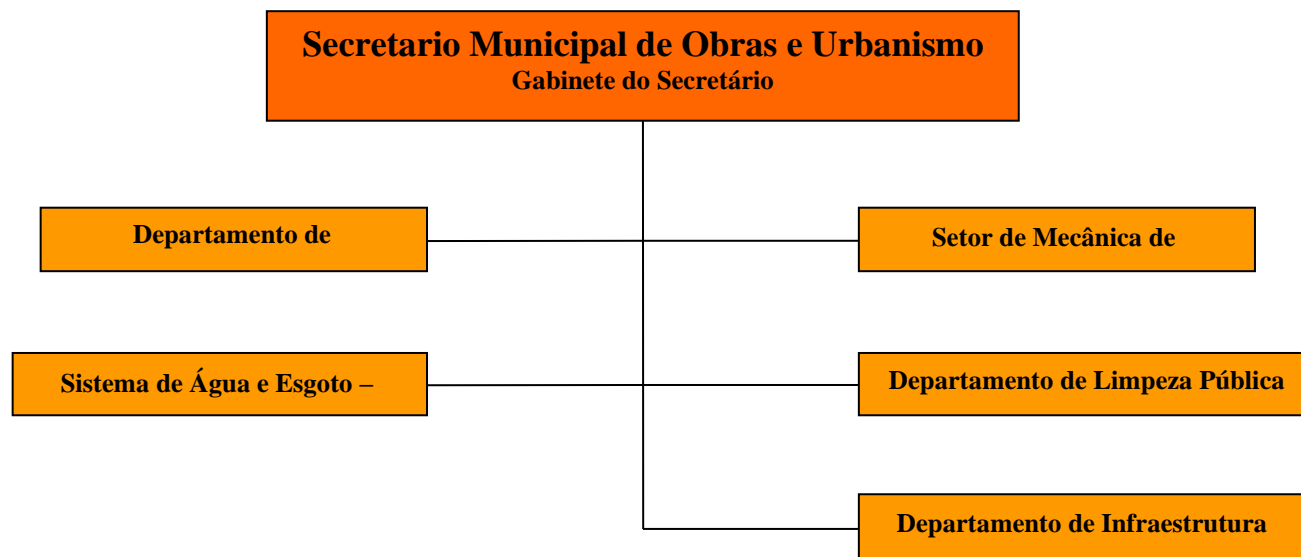 Secretario Municipal de Obras e Urbanismo
Gabinete do Secretário
Departamento de
Setor de Mecânica de
Sistema de Água e Esgoto –
Departamento de Limpeza Pública
Departamento de Infraestrutura